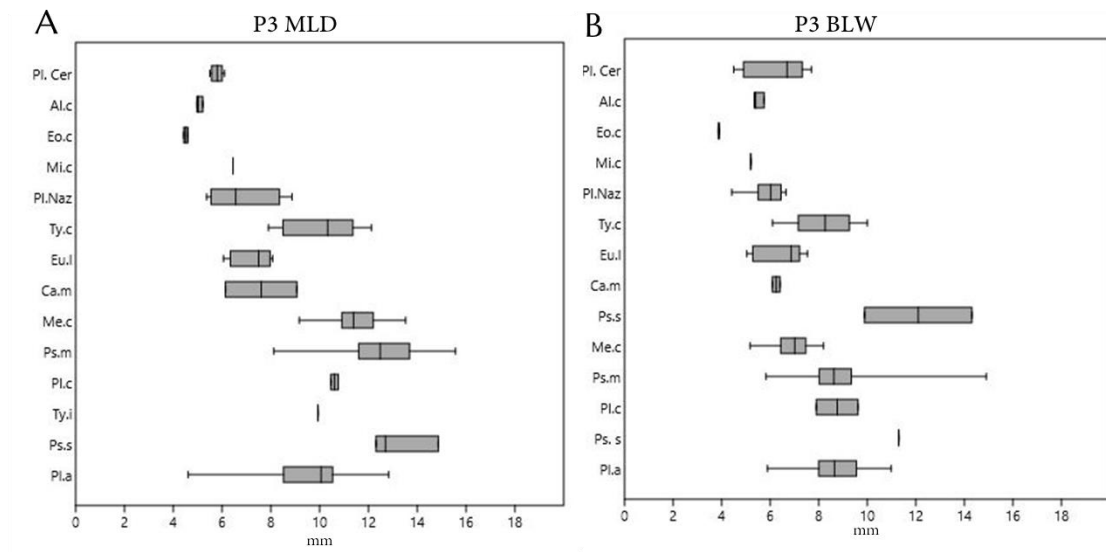 A
P3 MLD
Pl. Cer
Al.c
Eo.c
Mi.c
Pl.Naz
Ty.c
Eu.l
Ca.m
Me.c
Ps.m
Pl.c
Ty.i
Ps.s
Pl.a
0 2 4 6 8 10 12 14 16 18
mm
B
P3 BLW
Pl. Cer
Al.c
Eo.c
Mi.c
Pl.Naz
Ty.c
Eu.l
Ca.m
Ps.s
Me.c
Ps.m
Pl.c
Ps. s
Pl.a
0 2 4 6 8 10 12 14 16 18
mm